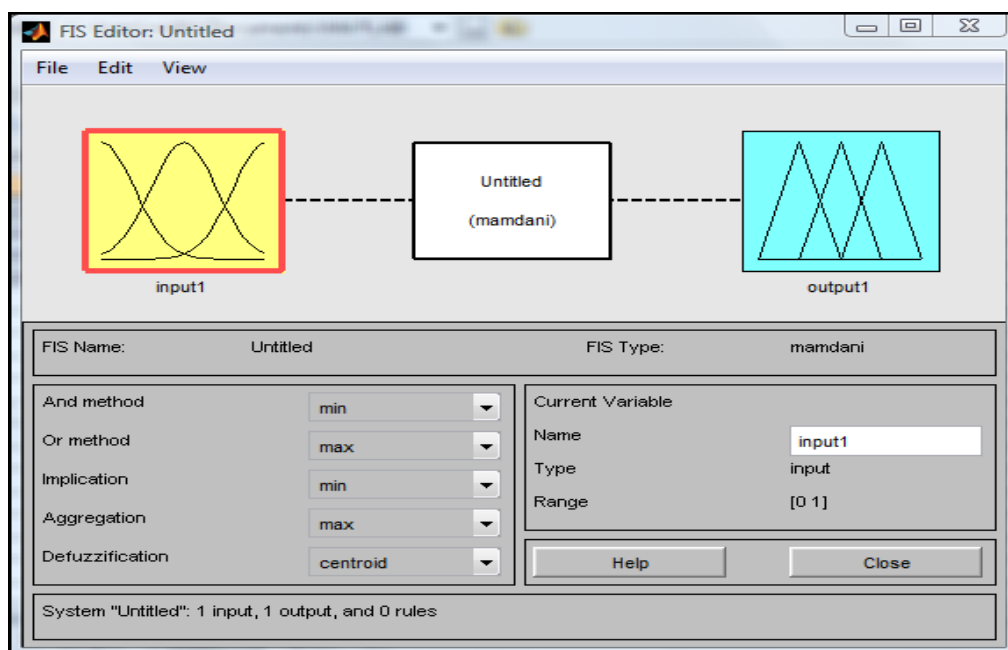 FIS Editor: Untitled
File Edit View
Untitled
(mamdani)
input1
output1
FIS Name: Untitled FIS Type: mamdani
And method min
Or method max
Implication min
Aggregation max
Defuzzification centroid
Current Variable
Name input1
Type input
Range [0 1]
Help Close
System "Untitled": 1 input, 1 output, and 0 rules